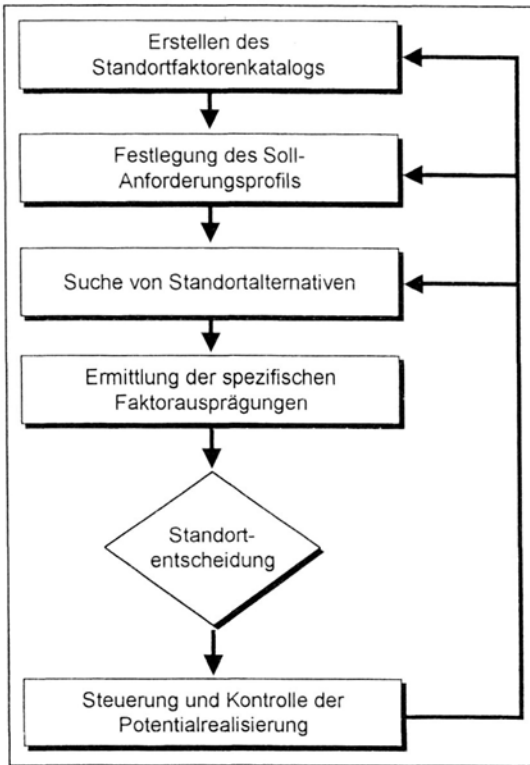 Erstellen des
Standortfaktorenkatalogs
Festlegung des Soll-
Anforderungsprofils
Suche von Standortalternativen
Ermittlung der spezifischen
Faktorausprägungen
Standort-
entscheidung
Steuerung und Kontrolle der
Potentialrealisierung